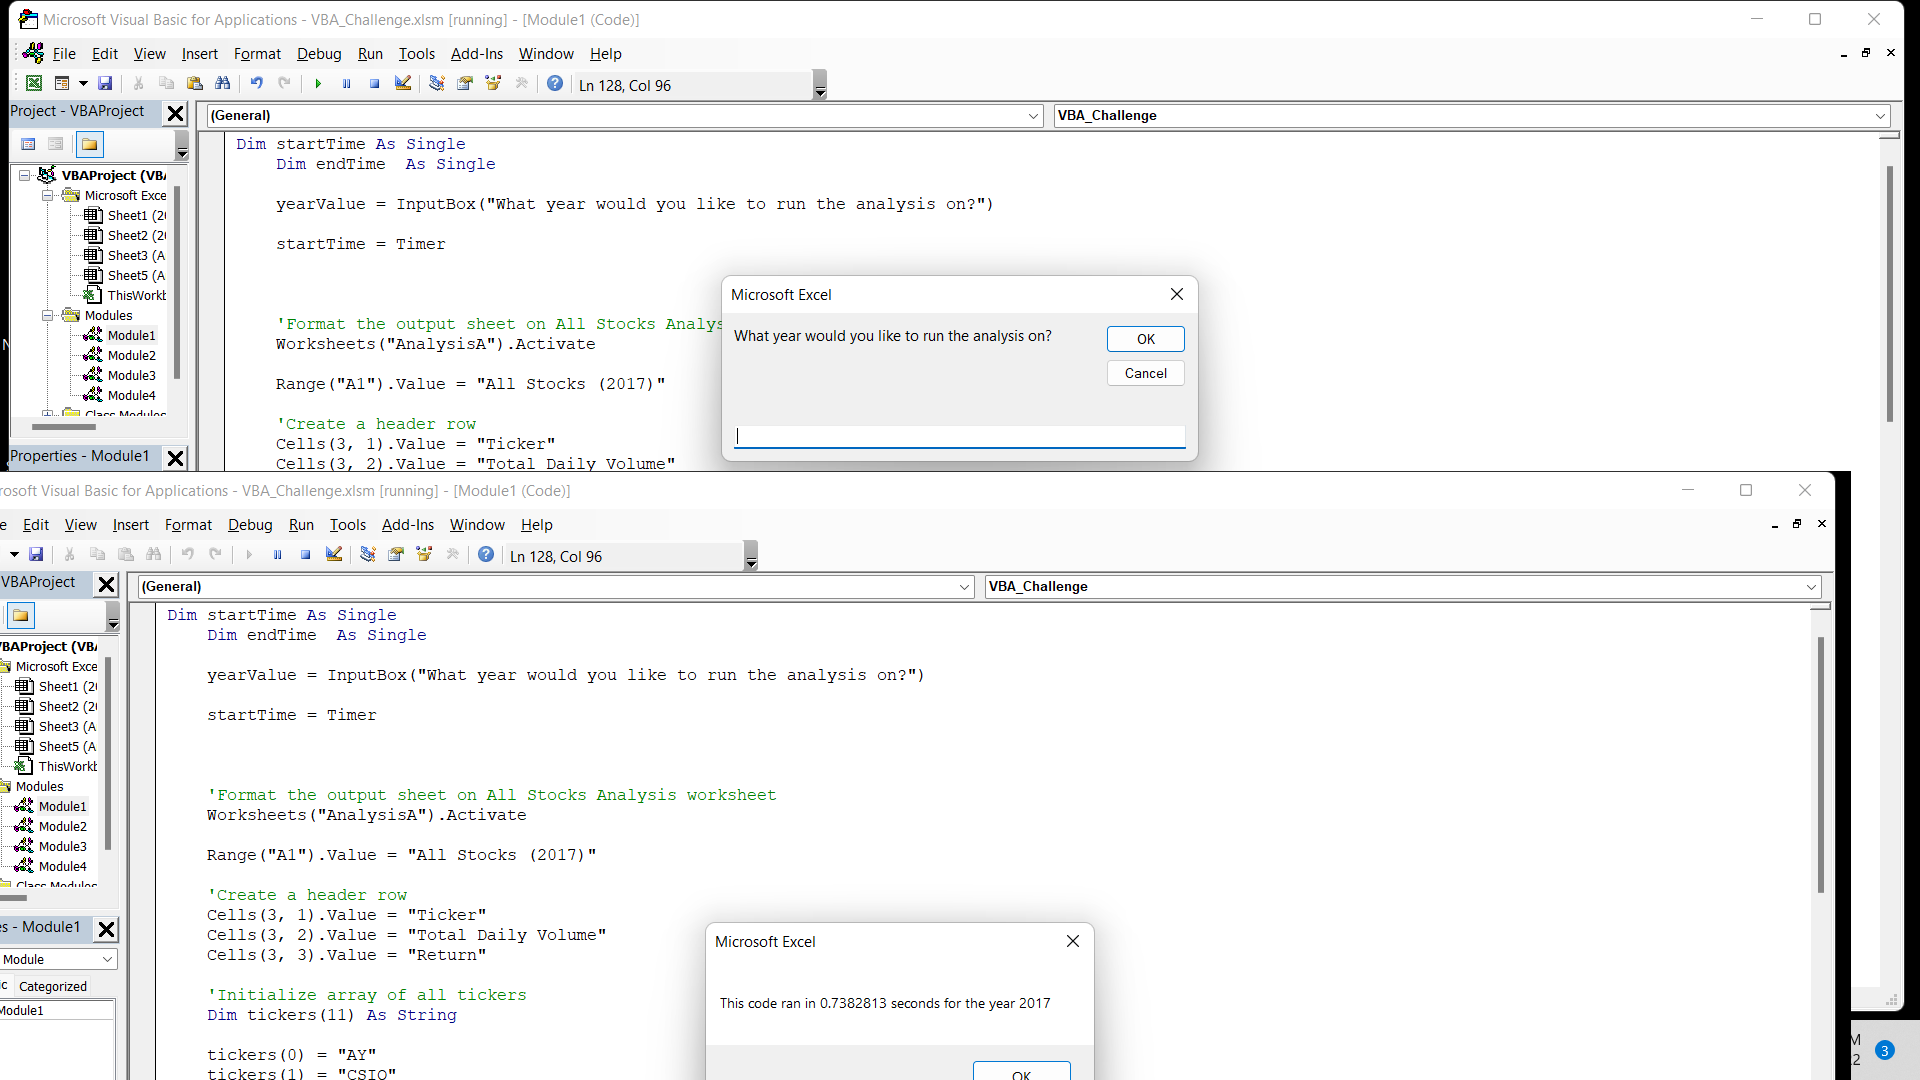 Microsoft Visual Basic for Applications - VBA_Challenge.xlsm [running] - [Module1 (Code)]
File Edit View Insert Format Debug Run Tools Add-Ins Window Help
Ln 128, Col 96
Project - VBAProject
(General) VBA_Challenge
VBAProject (VBA
Microsoft Exce
Sheet1 (20
Sheet2 (20
Sheet3 (A
Sheet5 (A
ThisWorkb
Modules
Module1
Module2
Module3
Module4
Class Modules
Properties - Module1
Dim startTime As Single
Dim endTime  As Single
yearValue = InputBox("What year would you like to run the analysis on?")
startTime = Timer
'Format the output sheet on All Stocks Analys
Worksheets("AnalysisA").Activate
Range("A1").Value = "All Stocks (2017)"
'Create a header row
Cells(3, 1).Value = "Ticker"
Cells(3, 2).Value = "Total Daily Volume"
Microsoft Excel
What year would you like to run the analysis on?
OK
Cancel
rosoft Visual Basic for Applications - VBA_Challenge.xlsm [running] - [Module1 (Code)]
e Edit View Insert Format Debug Run Tools Add-Ins Window Help
Ln 128, Col 96
VBAProject
(General) VBA_Challenge
VBAProject (VBA
Microsoft Exce
Sheet1 (20
Sheet2 (20
Sheet3 (A
Sheet5 (A
ThisWorkb
Modules
Module1
Module2
Module3
Module4
Class Modules
es - Module1
Module
ic Categorized
Module1
Dim startTime As Single
Dim endTime  As Single
yearValue = InputBox("What year would you like to run the analysis on?")
startTime = Timer
'Format the output sheet on All Stocks Analysis worksheet
Worksheets("AnalysisA").Activate
Range("A1").Value = "All Stocks (2017)"
'Create a header row
Cells(3, 1).Value = "Ticker"
Cells(3, 2).Value = "Total Daily Volume"
Cells(3, 3).Value = "Return"
'Initialize array of all tickers
Dim tickers(11) As String
tickers(0) = "AY"
tickers(1) = "CSIQ"
Microsoft Excel
This code ran in 0.7382813 seconds for the year 2017
OK
M
22
3